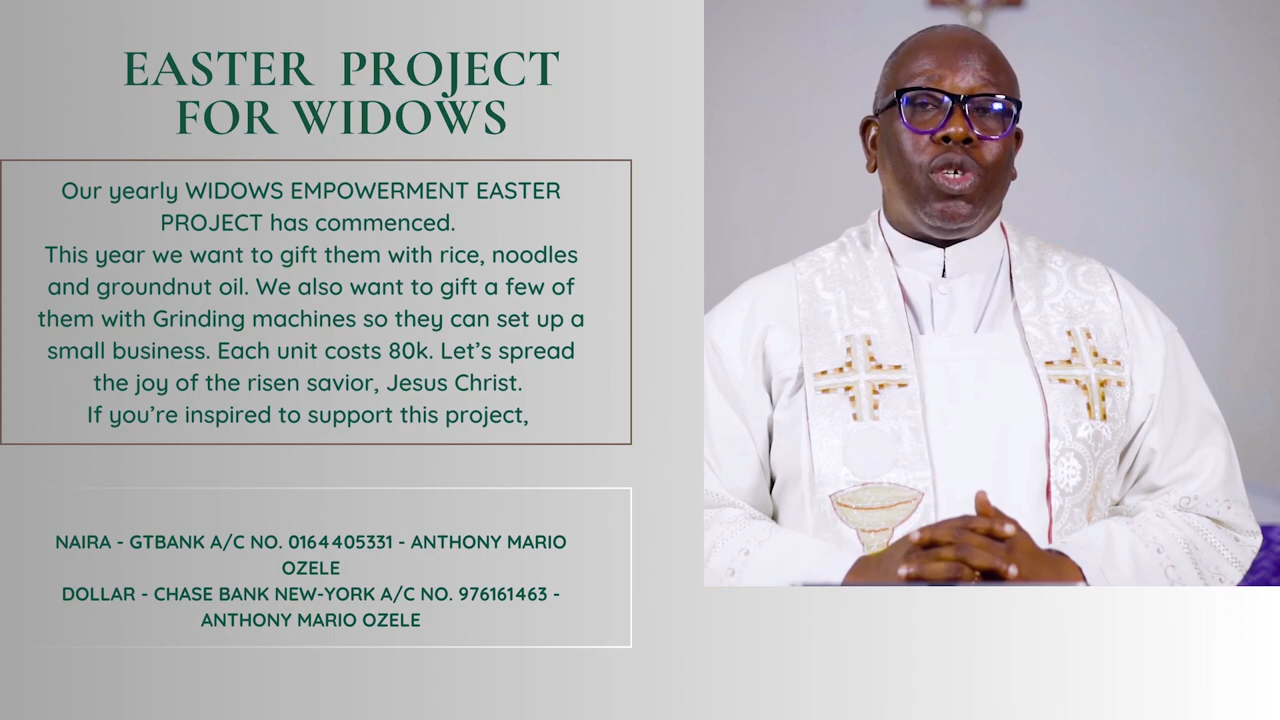 EASTER PROJECT
FOR WIDOWS
Our yearly WIDOWS EMPOWERMENT EASTER
PROJECT has commenced.
This year we want to gift them with rice, noodles
and groundnut oil. We also want to gift a few of
them with Grinding machines so they can set up a
small business. Each unit costs 80k. Let's spread
the joy of the risen savior, Jesus Christ.
If you're inspired to support this project,
NAIRA - GTBANK A/C NO. 0164405331 - ANTHONY MARIO
OZELE
DOLLAR - CHASE BANK NEW-YORK A/C NO. 976161463 -
ANTHONY MARIO OZELE